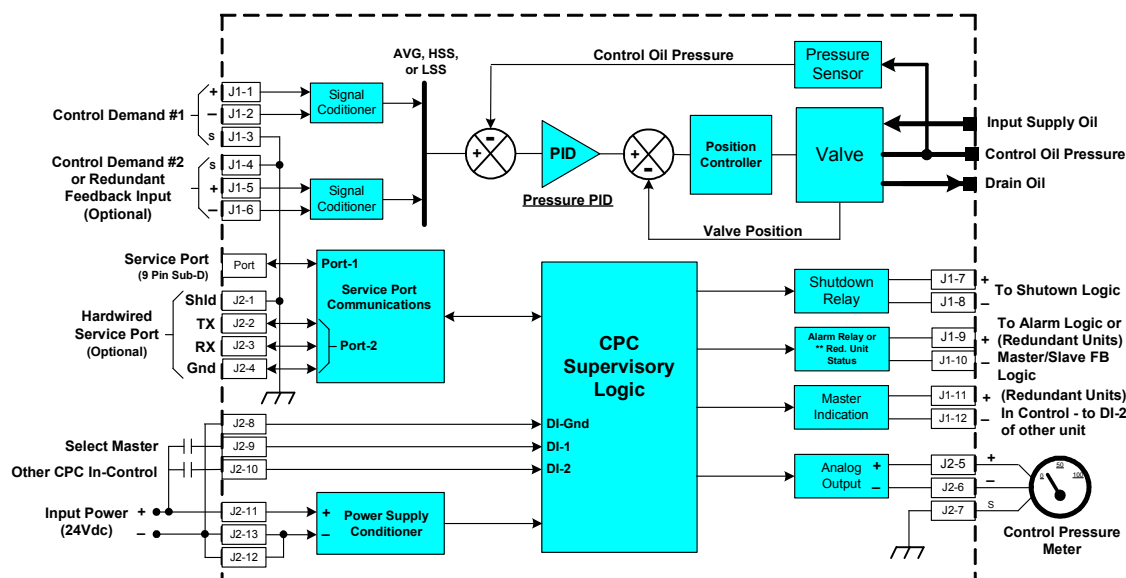 AVG, HSS,
or LSS
Control Oil Pressure
Pressure
Sensor
Control Demand #1
+
J1-1
–
J1-2
s
J1-3
Signal
Coditioner
Control Demand #2
or Redundant
Feedback Input
(Optional)
s
J1-4
+
J1-5
–
J1-6
Signal
Coditioner
-
+
PID
Pressure PID
+
-
Position
Controller
Valve
Valve Position
Input Supply Oil
Control Oil Pressure
Drain Oil
Service Port
(9 Pin Sub-D)
Port
Port-1
Service Port
Communications
Port-2
Hardwired
Service Port
(Optional)
Shld
J2-1
TX
J2-2
RX
J2-3
Gnd
J2-4
CPC
Supervisory
Logic
DI-Gnd
DI-1
DI-2
J2-8
Select Master
J2-9
Other CPC In-Control
J2-10
Input Power
(24Vdc)
+
–
J2-11
J2-13
J2-12
+
–
Power Supply
Conditioner
Shutdown
Relay
J1-7
+
J1-8
–
To Shutown Logic
Alarm Relay or
** Red. Unit
Status
J1-9
+
J1-10
–
To Alarm Logic or
(Redundant Units)
Master/Slave FB
Logic
Master
Indication
J1-11
+
J1-12
–
(Redundant Units)
In Control - to DI-2
of other unit
Analog
Output
+
–
J2-5
+
J2-6
–
J2-7
S
0
50
100
Control Pressure
Meter